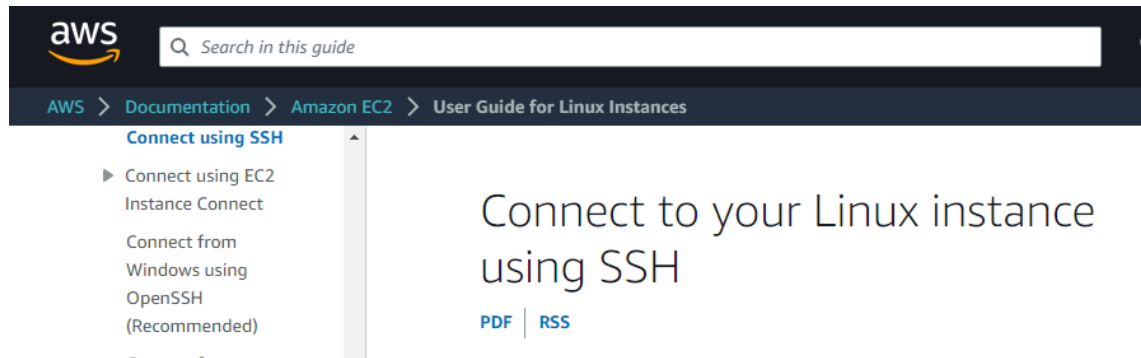 aws
Search in this guide
AWS > Documentation > Amazon EC2 > User Guide for Linux Instances
Connect using SSH
Connect using EC2
Instance Connect
Connect from
Windows using
OpenSSH
(Recommended)
Connect to your Linux instance
using SSH
PDF | RSS